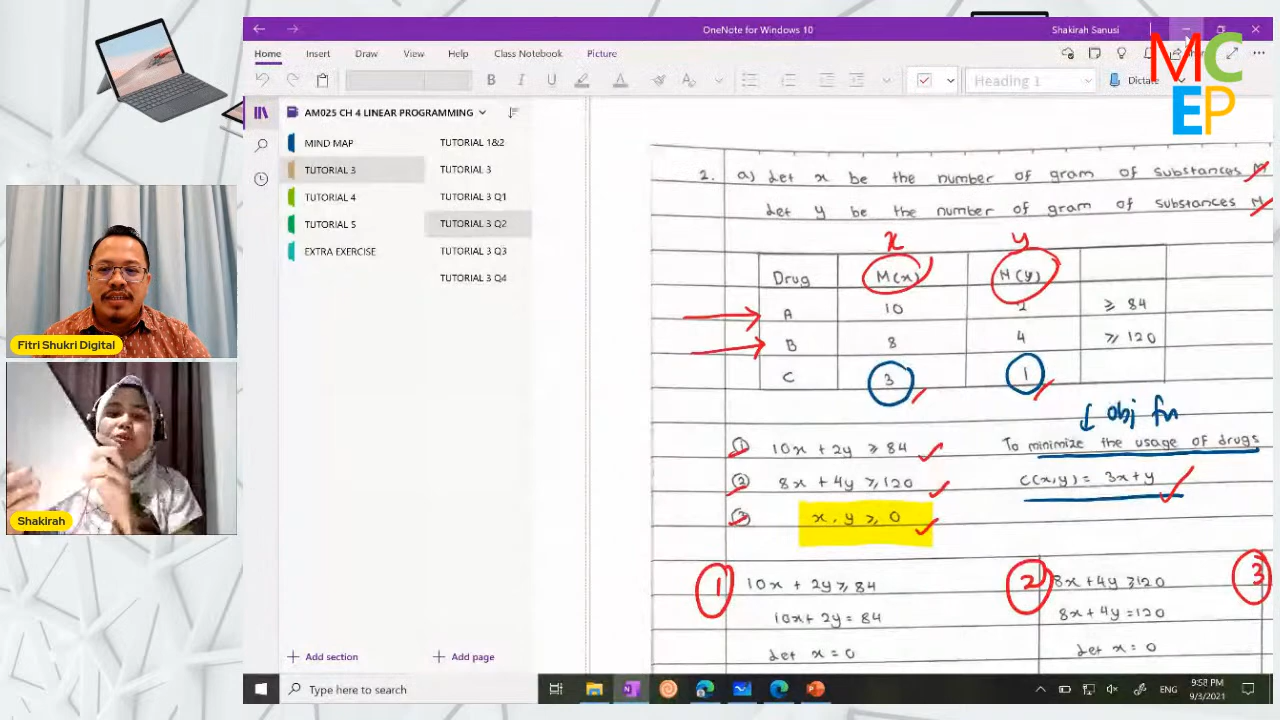 OneNote for Windows 10
Shakirah Sanusi
MC
EP
Home Insert Draw View Help Class Notebook Picture
B I U A A Heading 1 Dictate
AM025 CH 4 LINEAR PROGRAMMING
MIND MAP
TUTORIAL 3
TUTORIAL 4
TUTORIAL 5
EXTRA EXERCISE
TUTORIAL 1&2
TUTORIAL 3
TUTORIAL 3 Q1
TUTORIAL 3 Q2
TUTORIAL 3 Q3
TUTORIAL 3 Q4
Add section
Add page
Fitri Shukri Digital
Shakirah
2. a) Let x be the number of gram of substances M
Let y be the number of gram of substances N
x y
Drug M(x) N(y)
A 10 2 ≥ 84
B 8 4 ≥ 120
C 3 1
↓ obj fn
① 10x + 2y ≥ 84 To minimize the usage of drugs
② 8x + 4y ≥ 120 C(x,y) = 3x+y
③ x, y ≥ 0
1 10x + 2y ≥ 84 2 8x + 4y ≥ 120 3
10x + 2y = 84 8x + 4y = 120
Let x = 0 Let x = 0
Type here to search
ENG
9:58 PM
9/3/2021